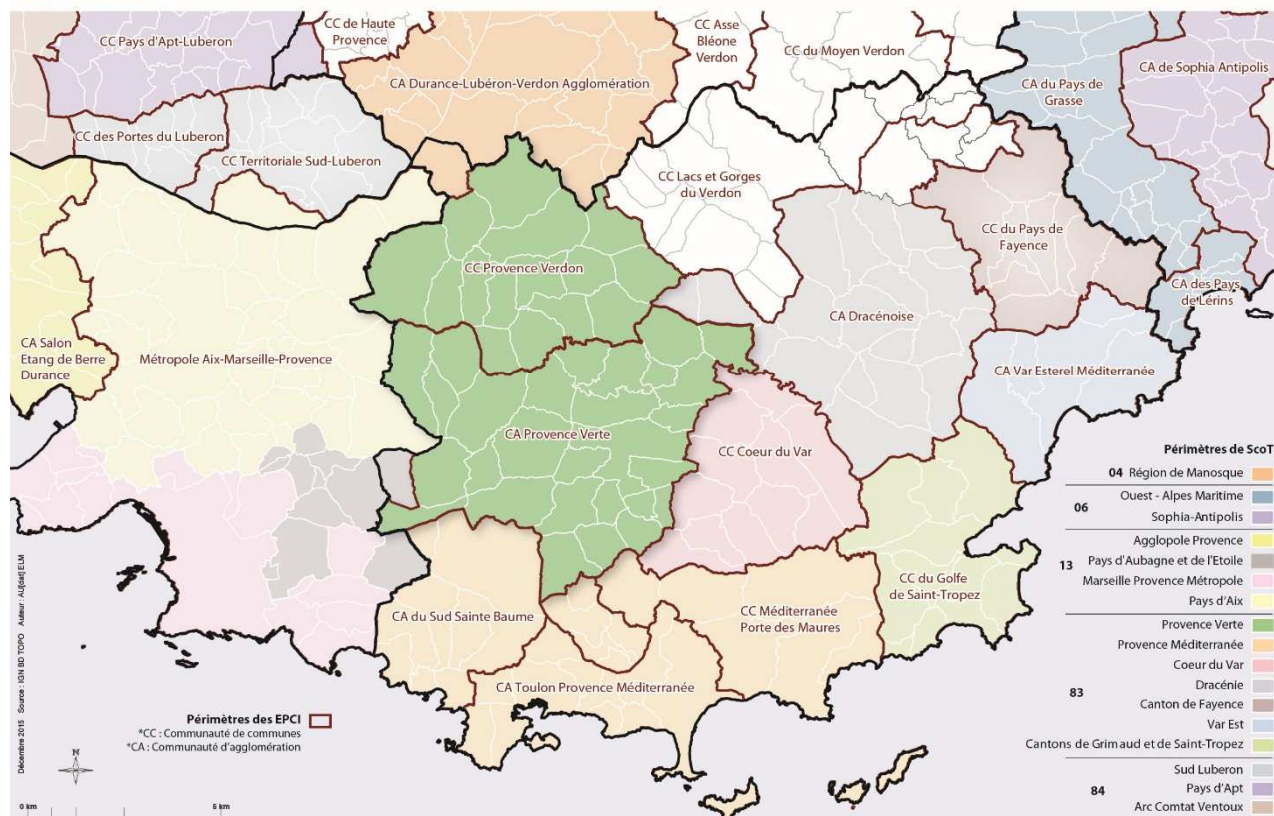 CC de Haute
Provence
CC Pays d'Apt-Luberon
CC Asse
Bléone
Verdon
CC du Moyen Verdon
CA de Sophia Antipolis
CA du Pays de
Grasse
CA Durance-Lubéron-Verdon Agglomération
CC des Portes du Luberon
CC Territoriale Sud-Luberon
CC Lacs et Gorges
du Verdon
CC du Pays de
Fayence
CC Provence Verdon
CA des Pays
de Lérins
CA Dracénoise
CA Salon
Etang de Berre
Durance
Métropole Aix-Marseille-Provence
CA Var Esterel Méditerranée
CA Provence Verte
CC Coeur du Var
CC du Golfe
de Saint-Tropez
CA du Sud Sainte Baume
CC Méditerranée
Porte des Maures
CA Toulon Provence Méditerranée
Périmètres de ScoT
04 Région de Manosque
06
Ouest - Alpes Maritime
Sophia-Antipolis
13
Agglopole Provence
Pays d'Aubagne et de l'Etoile
Marseille Provence Métropole
Pays d'Aix
83
Provence Verte
Provence Méditerranée
Coeur du Var
Dracénie
Canton de Fayence
Var Est
Cantons de Grimaud et de Saint-Tropez
84
Sud Luberon
Pays d'Apt
Arc Comtat Ventoux
Périmètres des EPCI
*CC : Communauté de communes
*CA : Communauté d'agglomération
Décembre 2015 Source : IGN BD TOPO Auteur : AU[dat] ELM
N
0 km 5 km